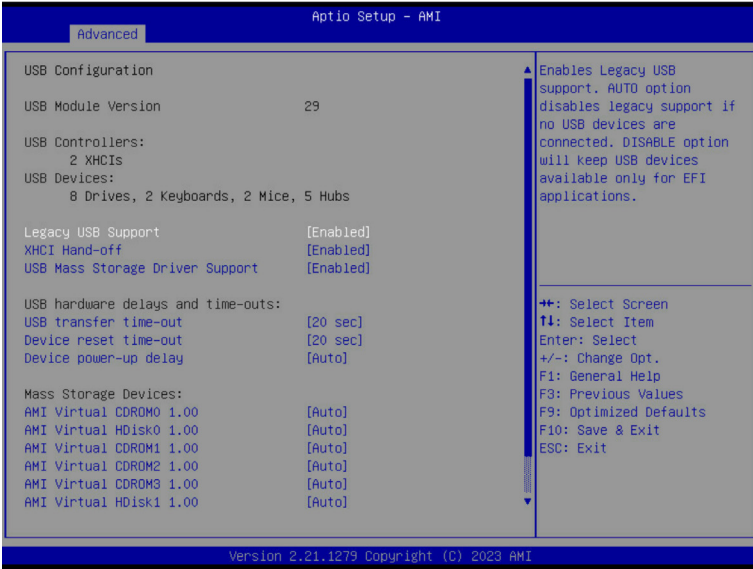 Aptio Setup – AMI
Advanced
USB Configuration
USB Module Version 29
USB Controllers:
2 XHCIs
USB Devices:
8 Drives, 2 Keyboards, 2 Mice, 5 Hubs
Legacy USB Support [Enabled]
XHCI Hand-off [Enabled]
USB Mass Storage Driver Support [Enabled]
USB hardware delays and time-outs:
USB transfer time-out [20 sec]
Device reset time-out [20 sec]
Device power-up delay [Auto]
Mass Storage Devices:
AMI Virtual CDROM0 1.00 [Auto]
AMI Virtual HDisk0 1.00 [Auto]
AMI Virtual CDROM1 1.00 [Auto]
AMI Virtual CDROM2 1.00 [Auto]
AMI Virtual CDROM3 1.00 [Auto]
AMI Virtual HDisk1 1.00 [Auto]
Enables Legacy USB
support. AUTO option
disables legacy support if
no USB devices are
connected. DISABLE option
will keep USB devices
available only for EFI
applications.
→←: Select Screen
↑↓: Select Item
Enter: Select
+/-: Change Opt.
F1: General Help
F3: Previous Values
F9: Optimized Defaults
F10: Save & Exit
ESC: Exit
Version 2.21.1279 Copyright (C) 2023 AMI